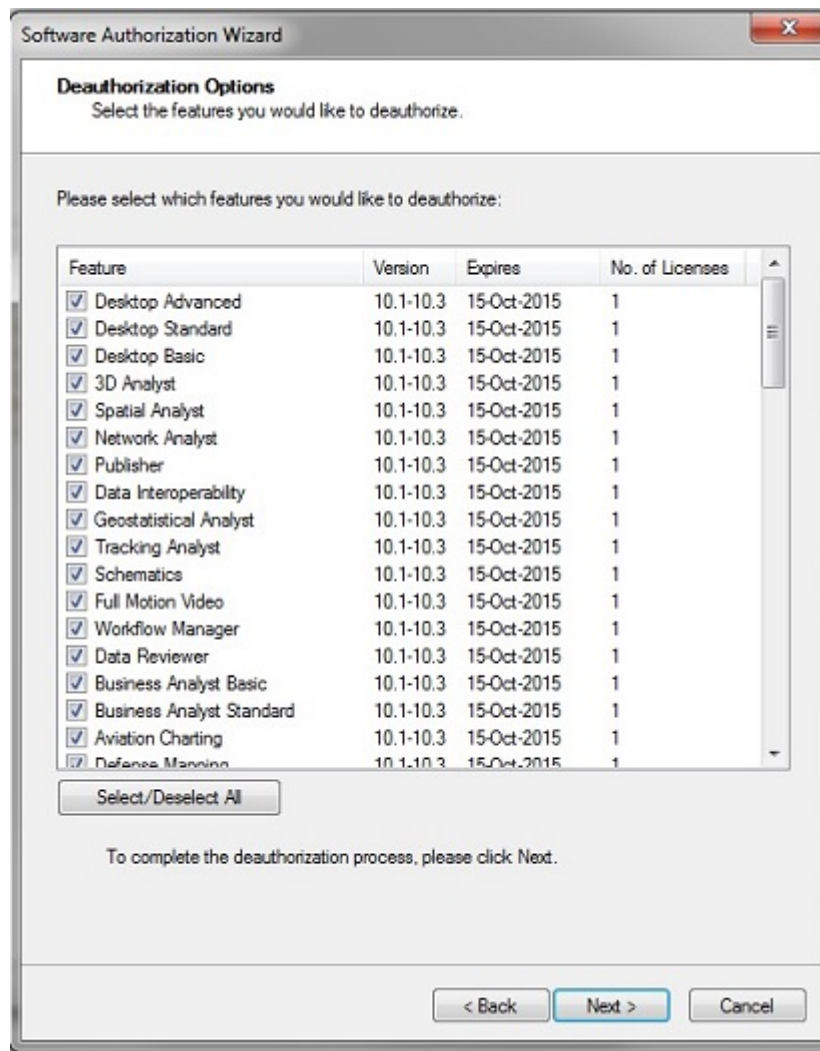 Software Authorization Wizard
Deauthorization Options
Select the features you would like to deauthorize.
Please select which features you would like to deauthorize:
Feature Version Expires No. of Licenses
Desktop Advanced 10.1-10.3 15-Oct-2015 1
Desktop Standard 10.1-10.3 15-Oct-2015 1
Desktop Basic 10.1-10.3 15-Oct-2015 1
3D Analyst 10.1-10.3 15-Oct-2015 1
Spatial Analyst 10.1-10.3 15-Oct-2015 1
Network Analyst 10.1-10.3 15-Oct-2015 1
Publisher 10.1-10.3 15-Oct-2015 1
Data Interoperability 10.1-10.3 15-Oct-2015 1
Geostatistical Analyst 10.1-10.3 15-Oct-2015 1
Tracking Analyst 10.1-10.3 15-Oct-2015 1
Schematics 10.1-10.3 15-Oct-2015 1
Full Motion Video 10.1-10.3 15-Oct-2015 1
Workflow Manager 10.1-10.3 15-Oct-2015 1
Data Reviewer 10.1-10.3 15-Oct-2015 1
Business Analyst Basic 10.1-10.3 15-Oct-2015 1
Business Analyst Standard 10.1-10.3 15-Oct-2015 1
Aviation Charting 10.1-10.3 15-Oct-2015 1
Defense Mapping 10.1-10.3 15-Oct-2015 1
Select/Deselect All
To complete the deauthorization process, please click Next.
< Back Next > Cancel